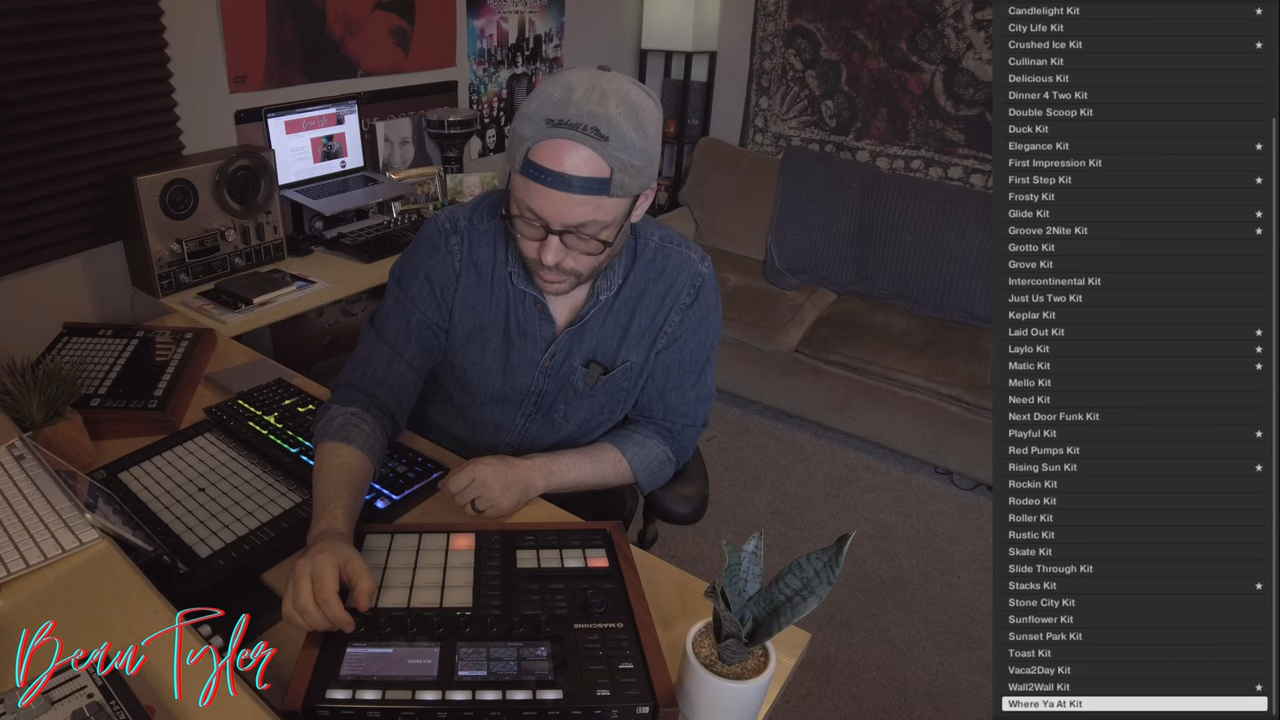 Candlelight Kit
City Life Kit
Crushed Ice Kit
Cullinan Kit
Delicious Kit
Dinner 4 Two Kit
Double Scoop Kit
Duck Kit
Elegance Kit
First Impression Kit
First Step Kit
Frosty Kit
Glide Kit
Groove 2Nite Kit
Grotto Kit
Grove Kit
Intercontinental Kit
Just Us Two Kit
Keplar Kit
Laid Out Kit
Laylo Kit
Matic Kit
Mello Kit
Need Kit
Next Door Funk Kit
Playful Kit
Red Pumps Kit
Rising Sun Kit
Rockin Kit
Rodeo Kit
Roller Kit
Rustic Kit
Skate Kit
Slide Through Kit
Stacks Kit
Stone City Kit
Sunflower Kit
Sunset Park Kit
Toast Kit
Vaca2Day Kit
Wall2Wall Kit
Where Ya At Kit
Mitchell & Ness
MASCHINE
Beau Tyler